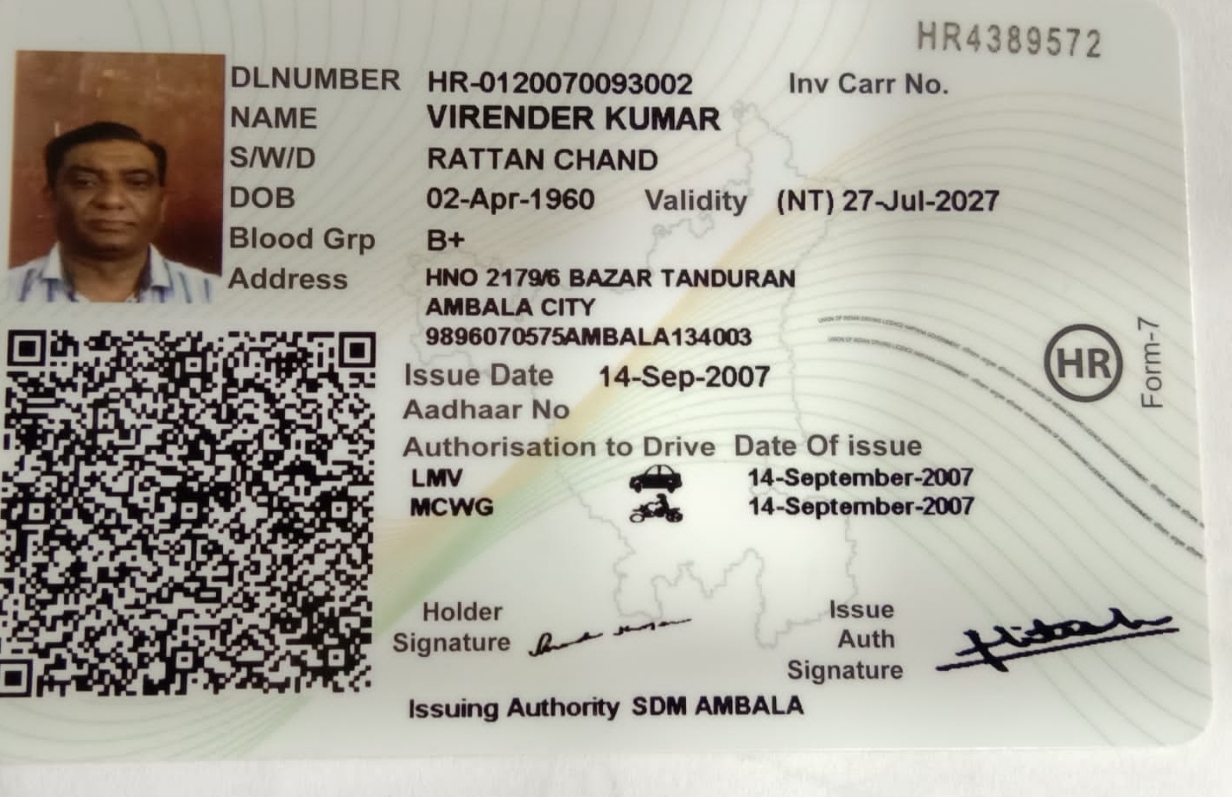 HR4389572
DLNUMBER HR-0120070093002 Inv Carr No.
NAME VIRENDER KUMAR
S/W/D RATTAN CHAND
DOB 02-Apr-1960 Validity (NT) 27-Jul-2027
Blood Grp B+
Address HNO 2179/6 BAZAR TANDURAN
AMBALA CITY
9896070575AMBALA134003
Issue Date 14-Sep-2007
Aadhaar No
Authorisation to Drive Date Of issue
LMV 14-September-2007
MCWG 14-September-2007
HR
Form-7
Holder
Signature
Issue
Auth
Signature
Issuing Authority SDM AMBALA